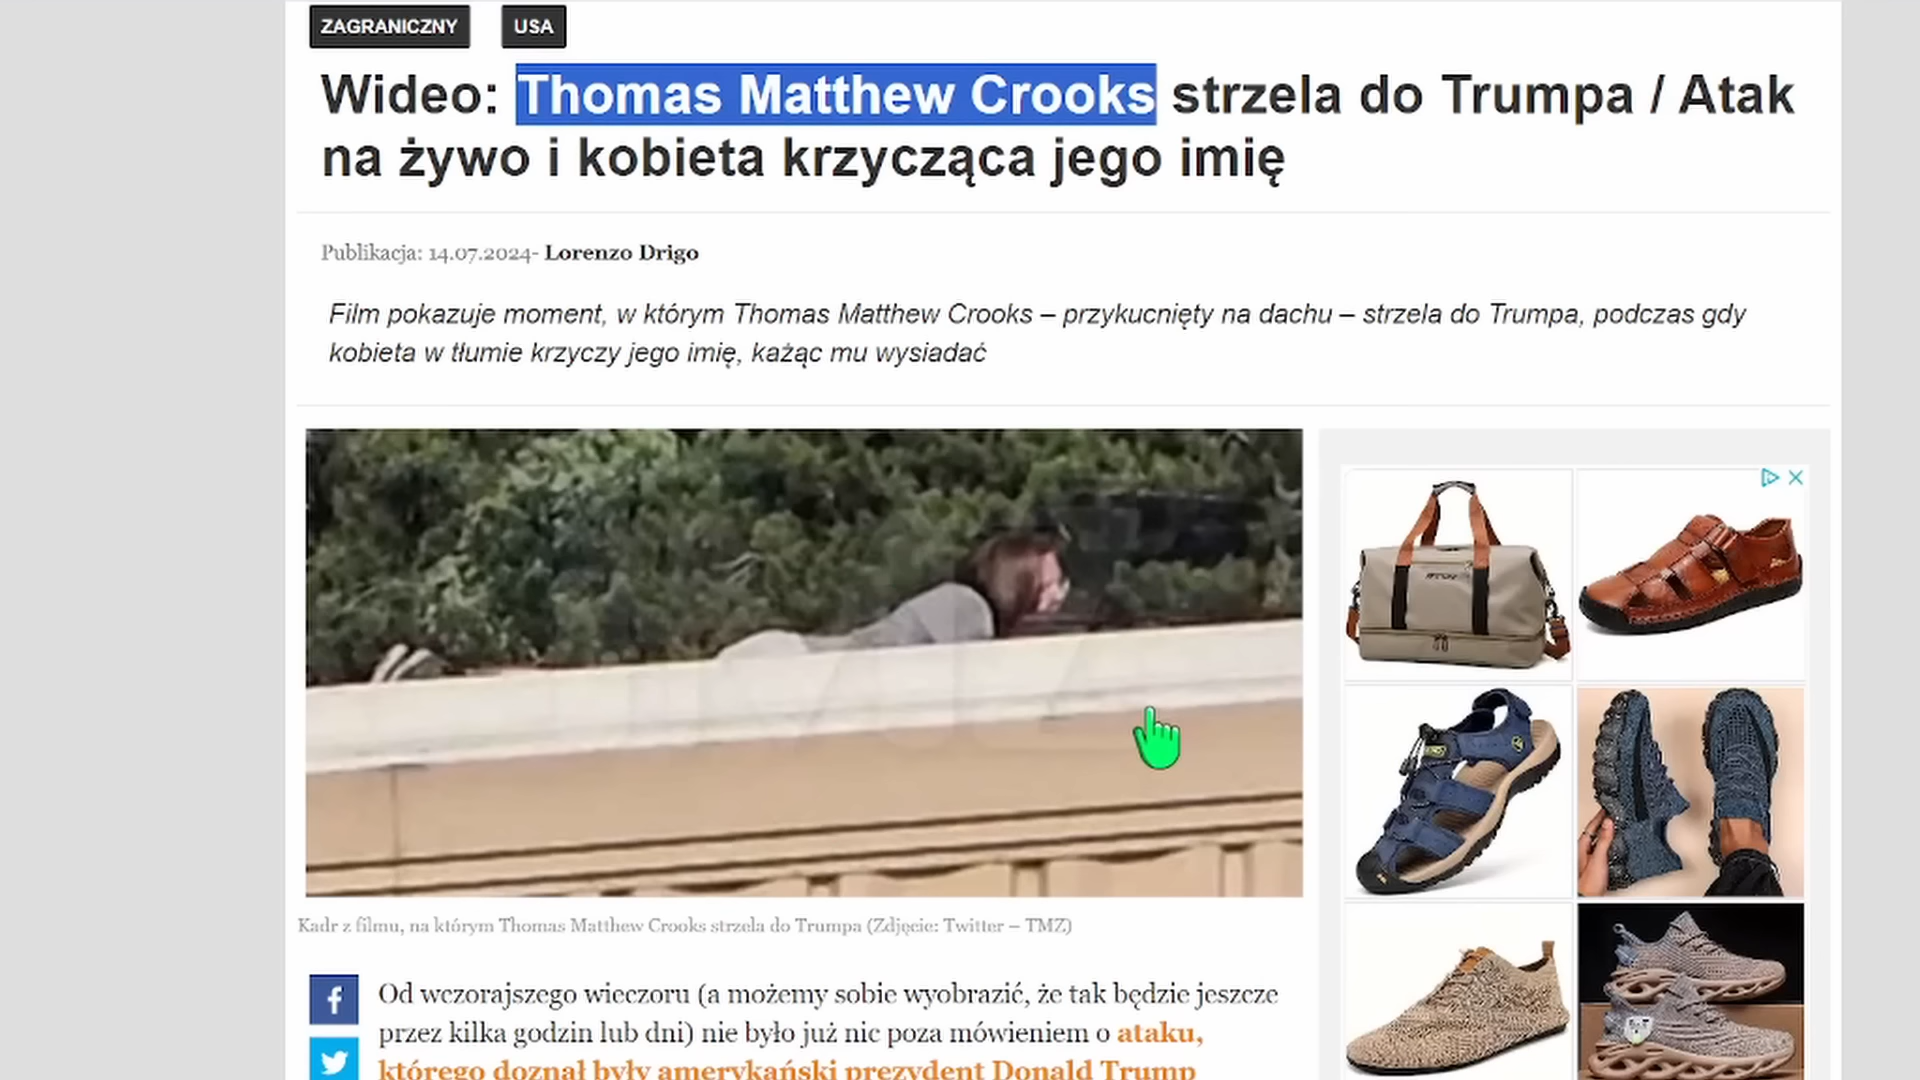 ZAGRANICZNY USA
Wideo: Thomas Matthew Crooks strzela do Trumpa / Atak
na żywo i kobieta krzycząca jego imię
Publikacja: 14.07.2024- Lorenzo Drigo
Film pokazuje moment, w którym Thomas Matthew Crooks – przykucnięty na dachu – strzela do Trumpa, podczas gdy
kobieta w tłumie krzyczy jego imię, każąc mu wysiadać
Kadr z filmu, na którym Thomas Matthew Crooks strzela do Trumpa (Zdjęcie: Twitter – TMZ)
Od wczorajszego wieczoru (a możemy sobie wyobrazić, że tak będzie jeszcze
przez kilka godzin lub dni) nie było już nic poza mówieniem o ataku,
którego doznał były amerykański prezydent Donald Trump